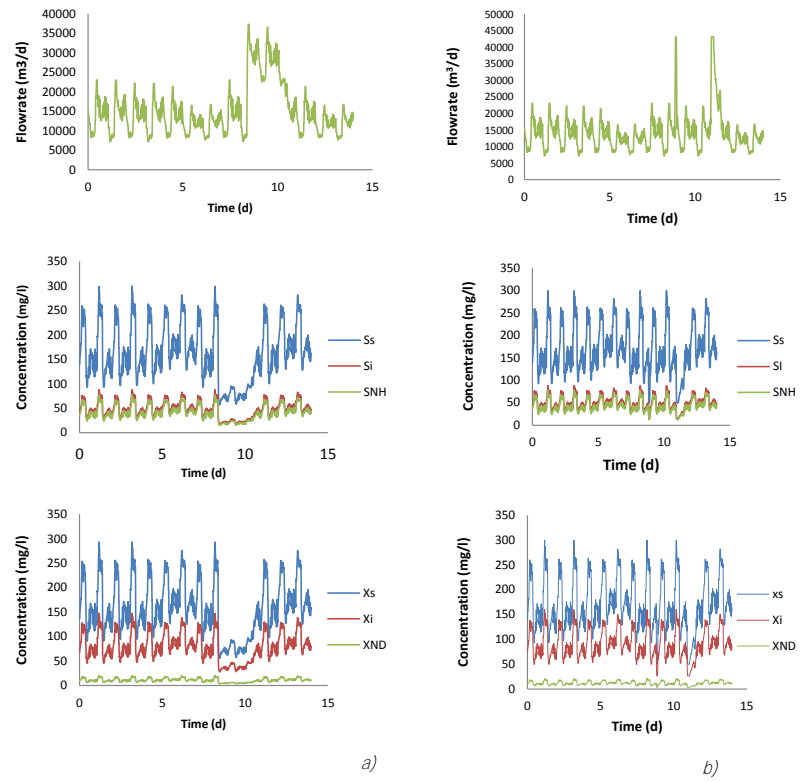 Flowrate (m3/d)
40000
35000
30000
25000
20000
15000
10000
5000
0
0 5 10 15
Time (d)
Flowrate (m³/d)
50000
45000
40000
35000
30000
25000
20000
15000
10000
5000
0
0 5 10 15
Time (d)
Concentration (mg/l)
350
300
250
200
150
100
50
0
0 5 10 15
Time (d)
Ss
Si
SNH
Concentration (mg/l)
350
300
250
200
150
100
50
0
0 5 10 15
Time (d)
Ss
SI
SNH
Concentration (mg/l)
350
300
250
200
150
100
50
0
0 5 10 15
Time (d)
Xs
Xi
XND
Concentration (mg/l)
350
300
250
200
150
100
50
0
0 5 10 15
Time (d)
xs
Xi
XND
a)
b)